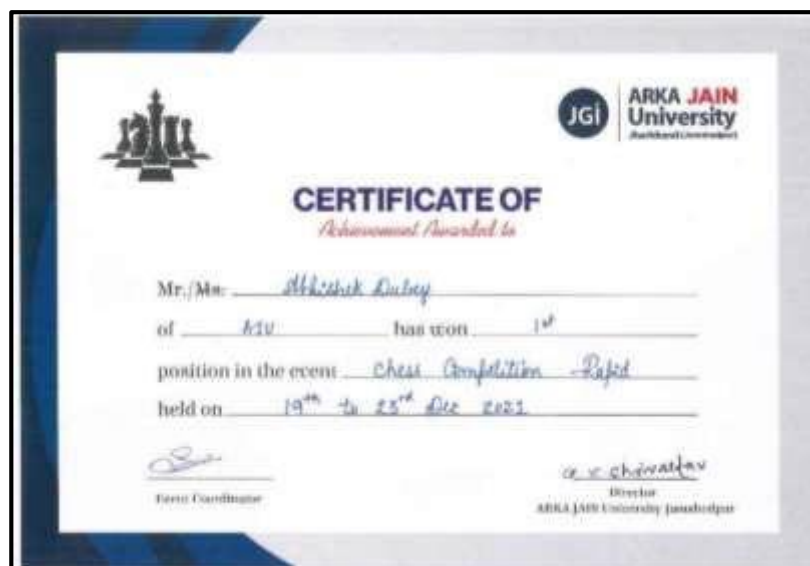 JGi
ARKA JAIN
University
Jharkhand
CERTIFICATE OF
Achievement Awarded to
Mr./Ms. Abhishek Dubey
of AJU has won 1st
position in the event Chess Competition - Rapid
held on 19th to 23rd Dec 2021
Event Coordinator
Director
ARKA JAIN University Jamshedpur